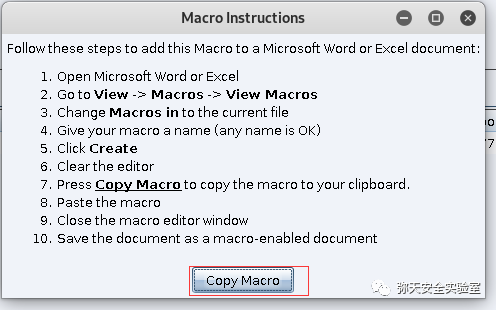 Macro Instructions
Follow these steps to add this Macro to a Microsoft Word or Excel document:
1. Open Microsoft Word or Excel
2. Go to View -> Macros -> View Macros
3. Change Macros in to the current file
4. Give your macro a name (any name is OK)
5. Click Create
6. Clear the editor
7. Press Copy Macro to copy the macro to your clipboard.
8. Paste the macro
9. Close the macro editor window
10. Save the document as a macro-enabled document
Copy Macro
弥天安全实验室
po
7